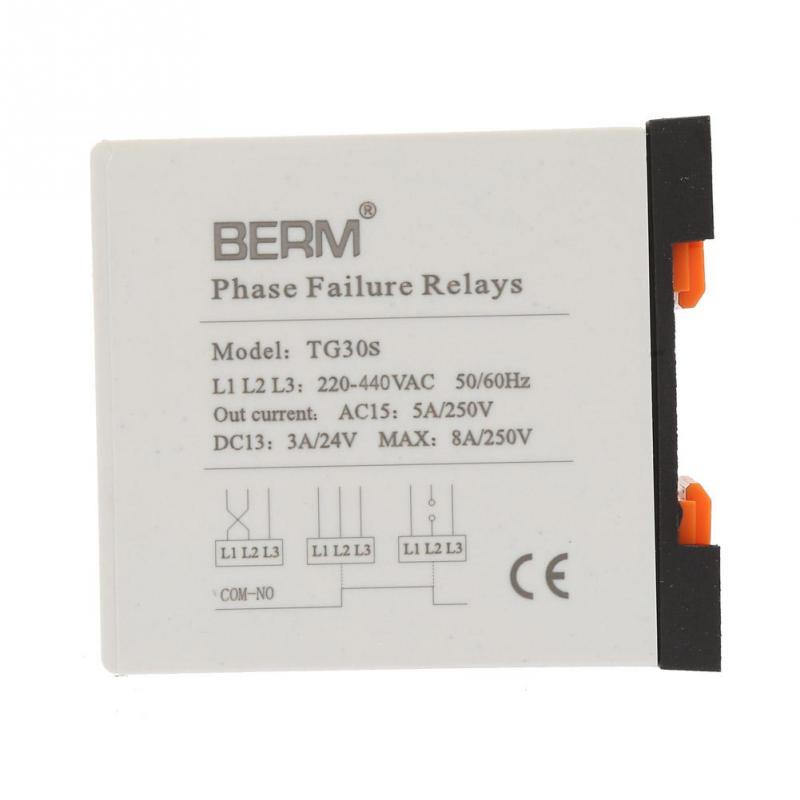 BERM®
Phase Failure Relays
Model: TG30S
L1 L2 L3: 220-440VAC 50/60Hz
Out current: AC15: 5A/250V
DC13: 3A/24V MAX: 8A/250V
L1 L2 L3 L1 L2 L3 L1 L2 L3
COM-NO
CE